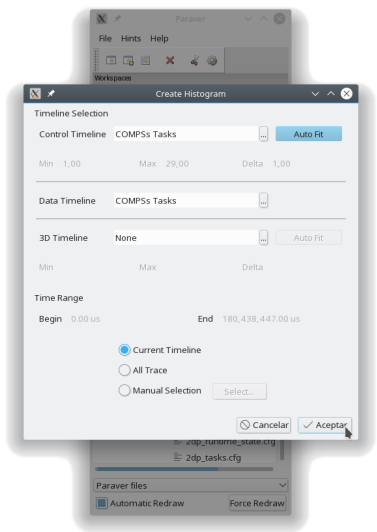 Paraver
File Hints Help
Workspaces
Create Histogram
Timeline Selection
Control Timeline COMPSs Tasks ... Auto Fit
Min 1,00 Max 29,00 Delta 1,00
Data Timeline COMPSs Tasks ...
3D Timeline None ... Auto Fit
Min Max Delta
Time Range
Begin 0.00 us End 180,438,447.00 us
Current Timeline
All Trace
Manual Selection Select...
Cancelar Aceptar
2dp_runtime_state.cfg
2dp_tasks.cfg
Paraver files
Automatic Redraw Force Redraw